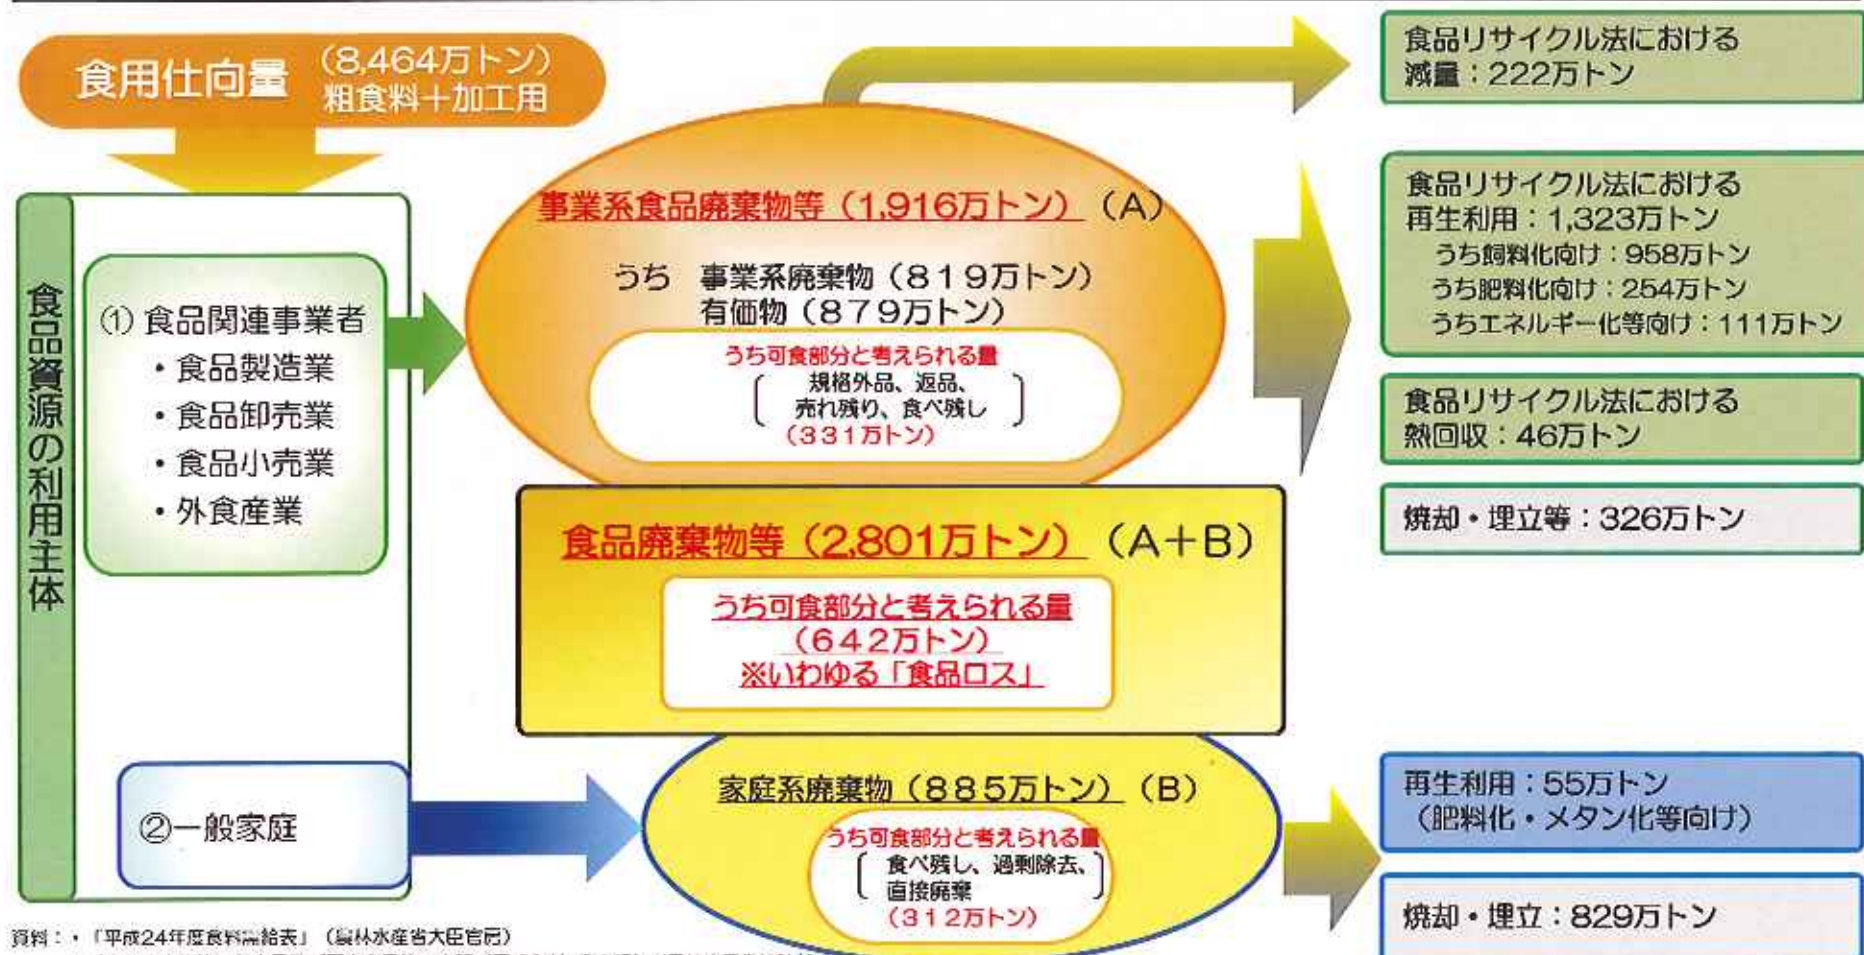 食用仕向量
（8,464万トン）
粗食料＋加工用
食品資源の利用主体
① 食品関連事業者
・食品製造業
・食品卸売業
・食品小売業
・外食産業
②一般家庭
事業系食品廃棄物等（1,916万トン）（A）
うち 事業系廃棄物（８１９万トン）
有価物（８７９万トン）
うち可食部分と考えられる量
規格外品、返品、
売れ残り、食べ残し
（３３１万トン）
食品廃棄物等（2,801万トン）（A＋B）
うち可食部分と考えられる量
（６４２万トン）
※いわゆる「食品ロス」
家庭系廃棄物（８８５万トン）（B）
うち可食部分と考えられる量
食べ残し、過剰除去、
直接廃棄
（３１２万トン）
食品リサイクル法における
減量：222万トン
食品リサイクル法における
再生利用：1,323万トン
うち飼料化向け：958万トン
うち肥料化向け：254万トン
うちエネルギー化等向け：111万トン
食品リサイクル法における
熱回収：46万トン
焼却・埋立等：326万トン
再生利用：55万トン
（肥料化・メタン化等向け）
焼却・埋立：829万トン
資料：・「平成24年度食料需給表」（農林水産省大臣官房）